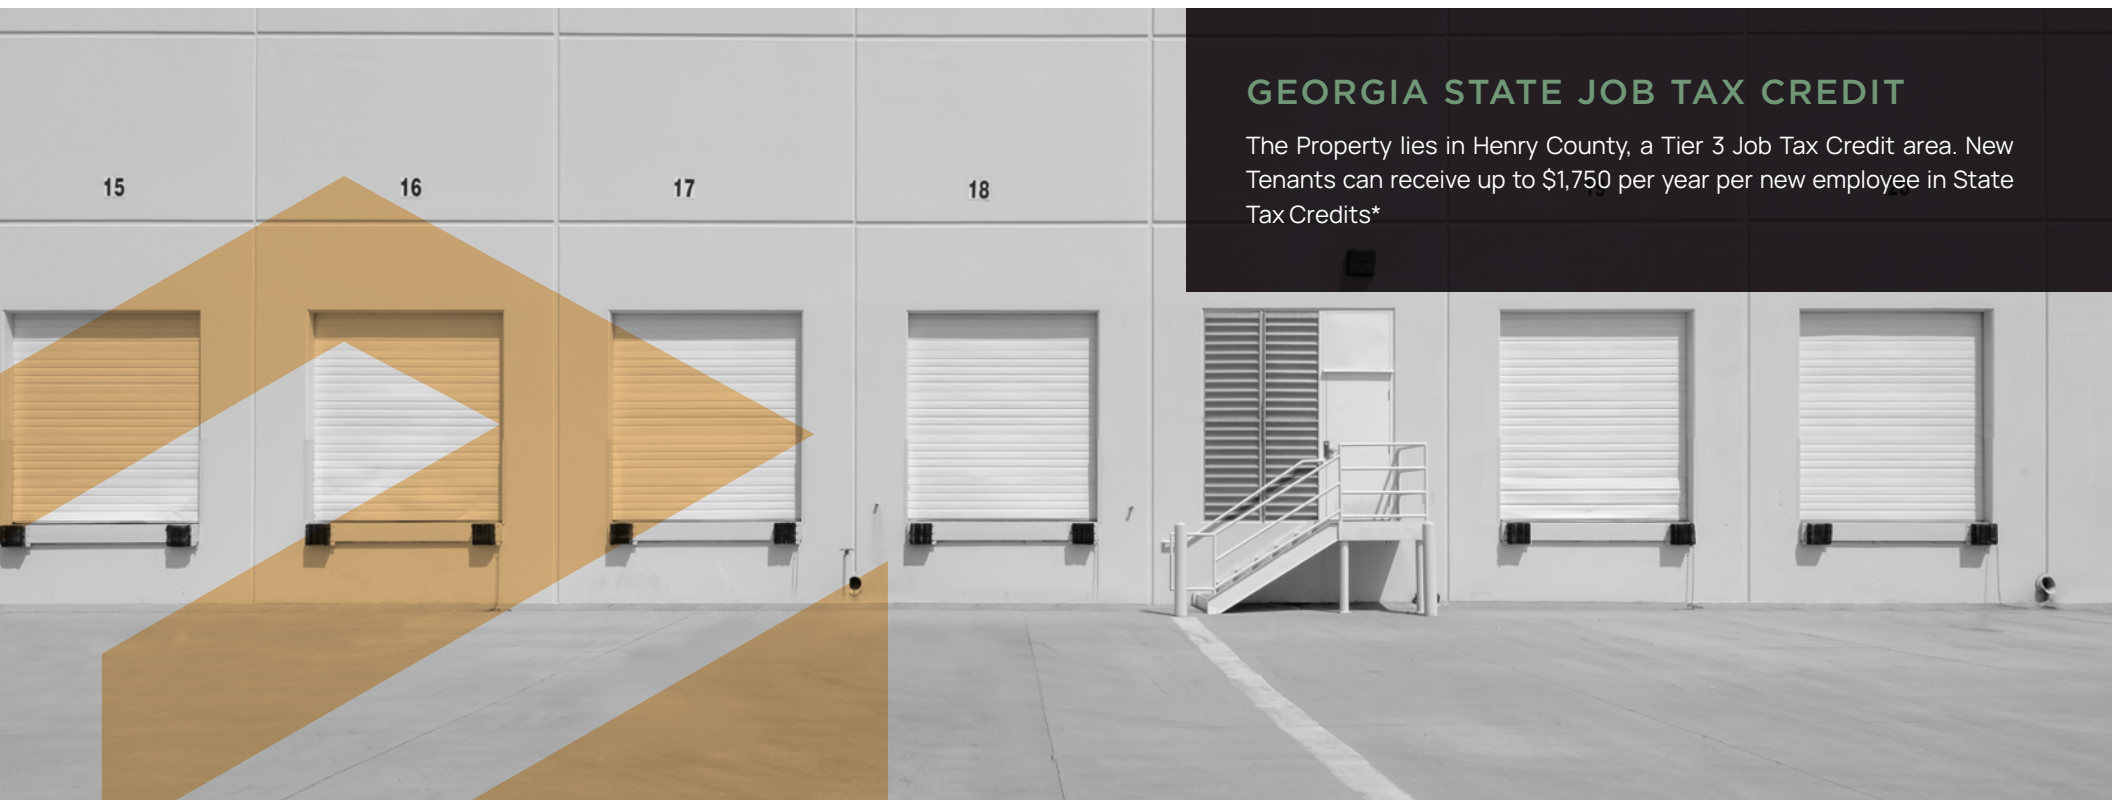 GEORGIA STATE JOB TAX CREDIT
The Property lies in Henry County, a Tier 3 Job Tax Credit area. New
Tenants can receive up to $1,750 per year per new employee in State
Tax Credits*
15
16
17
18